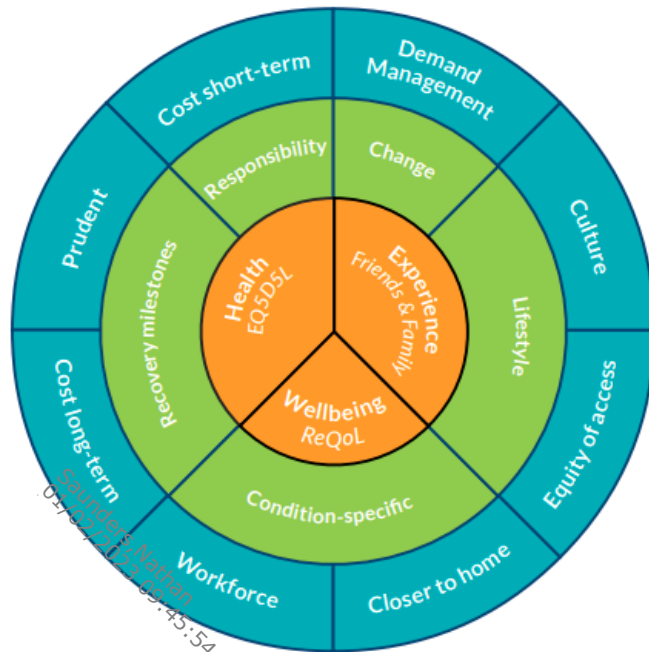 Cost short-term
Demand
Management
Culture
Equity of access
Closer to home
Workforce
Cost long-term
Prudent
Responsibility
Change
Lifestyle
Condition-specific
Recovery milestones
Health
EQ5D5L
Experience
Friends & Family
Wellbeing
ReQoL
Saunders,Nathan
01/02/2023 09:45:54